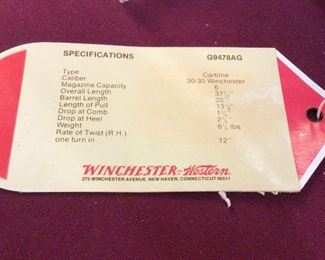 SPECIFICATIONS G9478AG
Type Carbine
Caliber 30-30 Winchester
Magazine Capacity 6
Overall Length
Barrel Length 20"
Length of Pull
Drop at Comb
Drop at Heel
Weight lbs.
Rate of Twist (R.H.)
one turn in 12"
WINCHESTER-Western
275 WINCHESTER AVENUE, NEW HAVEN, CONNECTICUT 06511